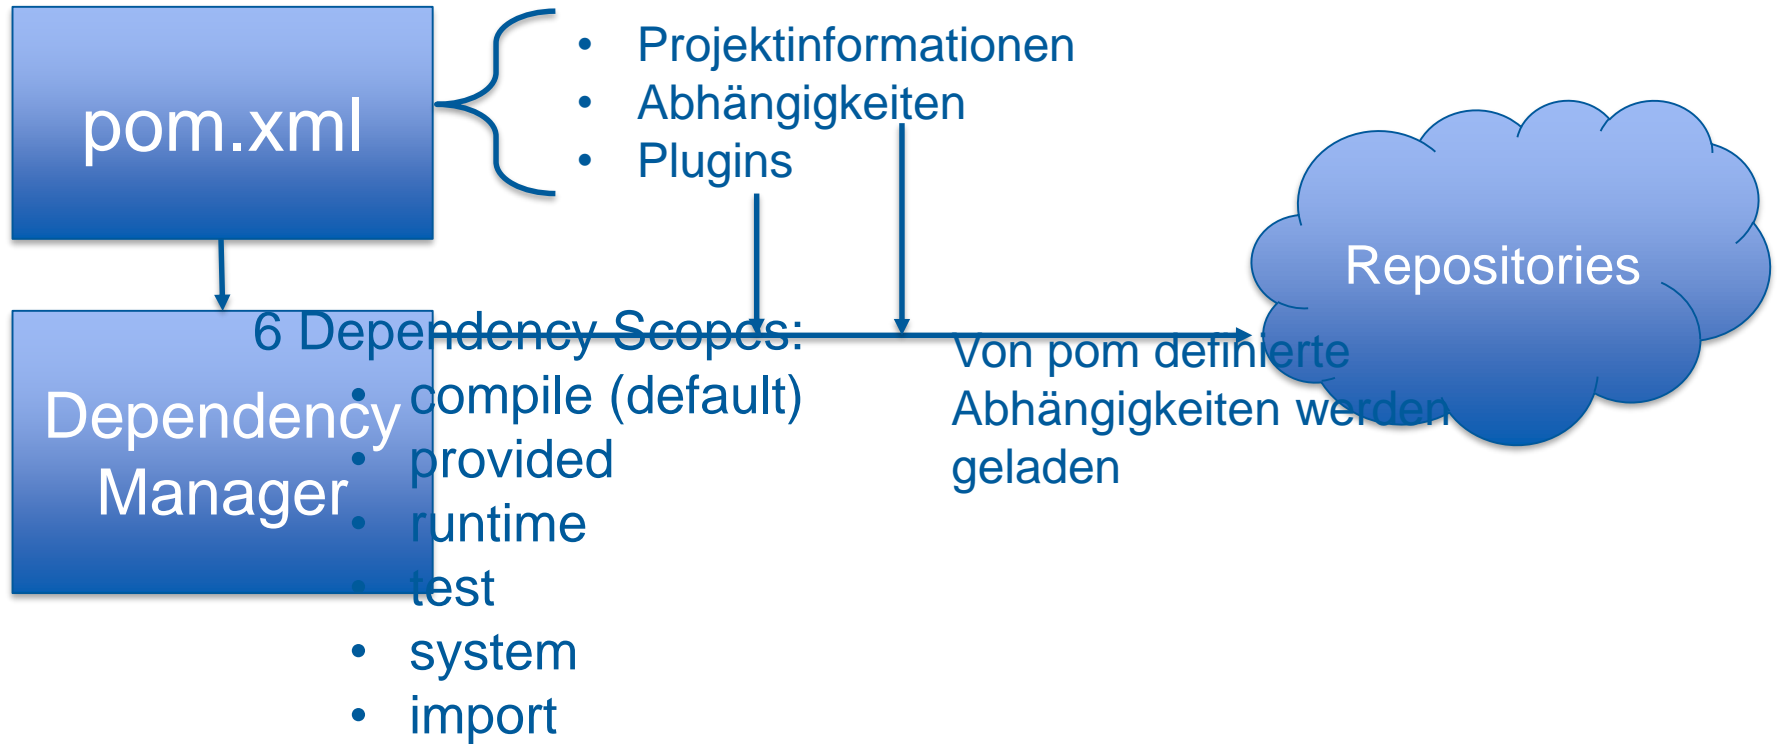 pom.xml
• Projektinformationen
• Abhängigkeiten
• Plugins
Repositories
Dependency
Manager
6 Dependency Scopes:
• compile (default)
• provided
• runtime
• test
• system
• import
Von pom definierte
Abhängigkeiten werden
geladen